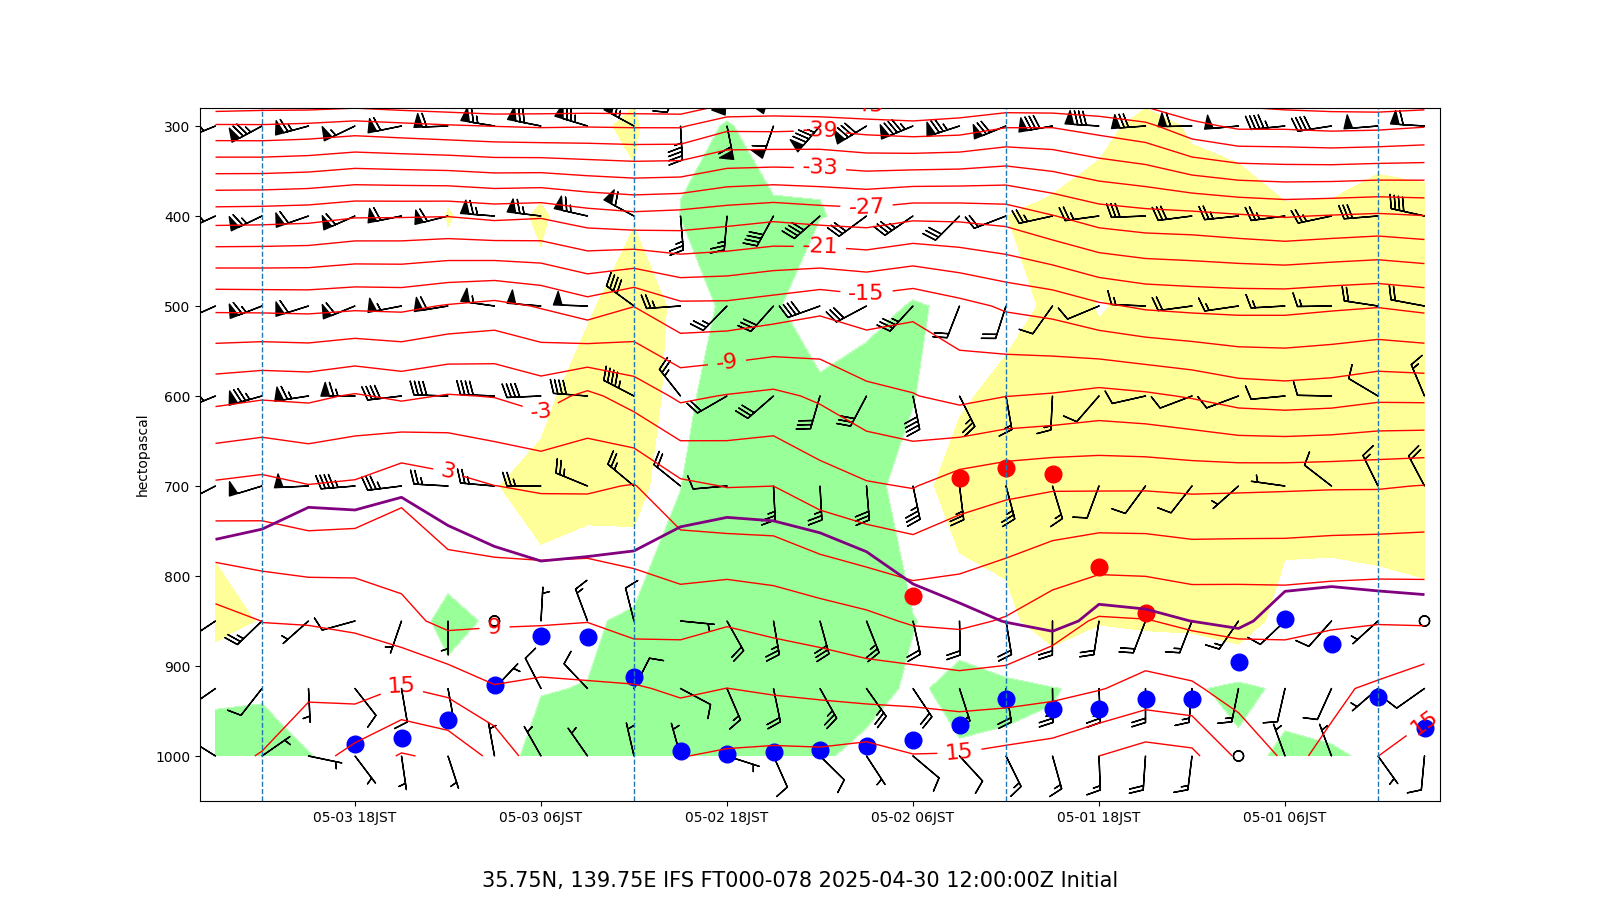 300
400
500
600
700
800
900
1000
hectopascal
-39
-33
-27
-21
-15
-9
-3
3
9
15
15
15
05-03 18JST
05-03 06JST
05-02 18JST
05-02 06JST
05-01 18JST
05-01 06JST
35.75N, 139.75E IFS FT000-078 2025-04-30 12:00:00Z Initial